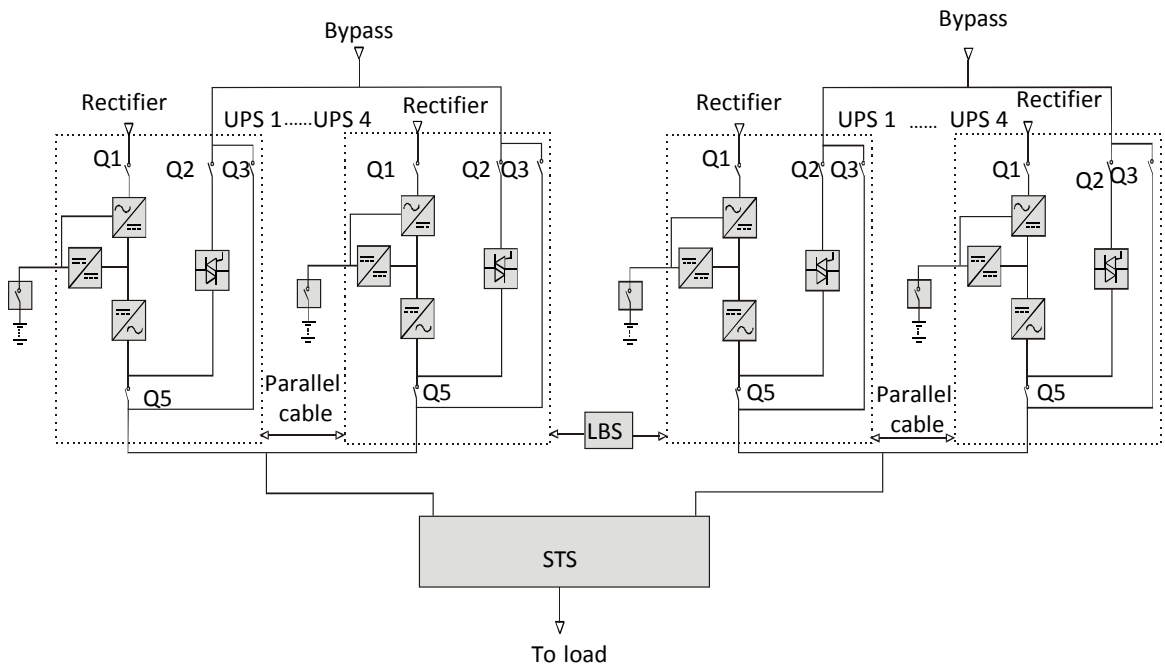 Bypass
Bypass
Rectifier
Rectifier
Rectifier
Rectifier
UPS 1......UPS 4
UPS 1 ...... UPS 4
Q1
Q2
Q3
Q1
Q2
Q3
Q1
Q2
Q3
Q1
Q2
Q3
Q5
Parallel
cable
Q5
LBS
Q5
Parallel
cable
Q5
STS
To load